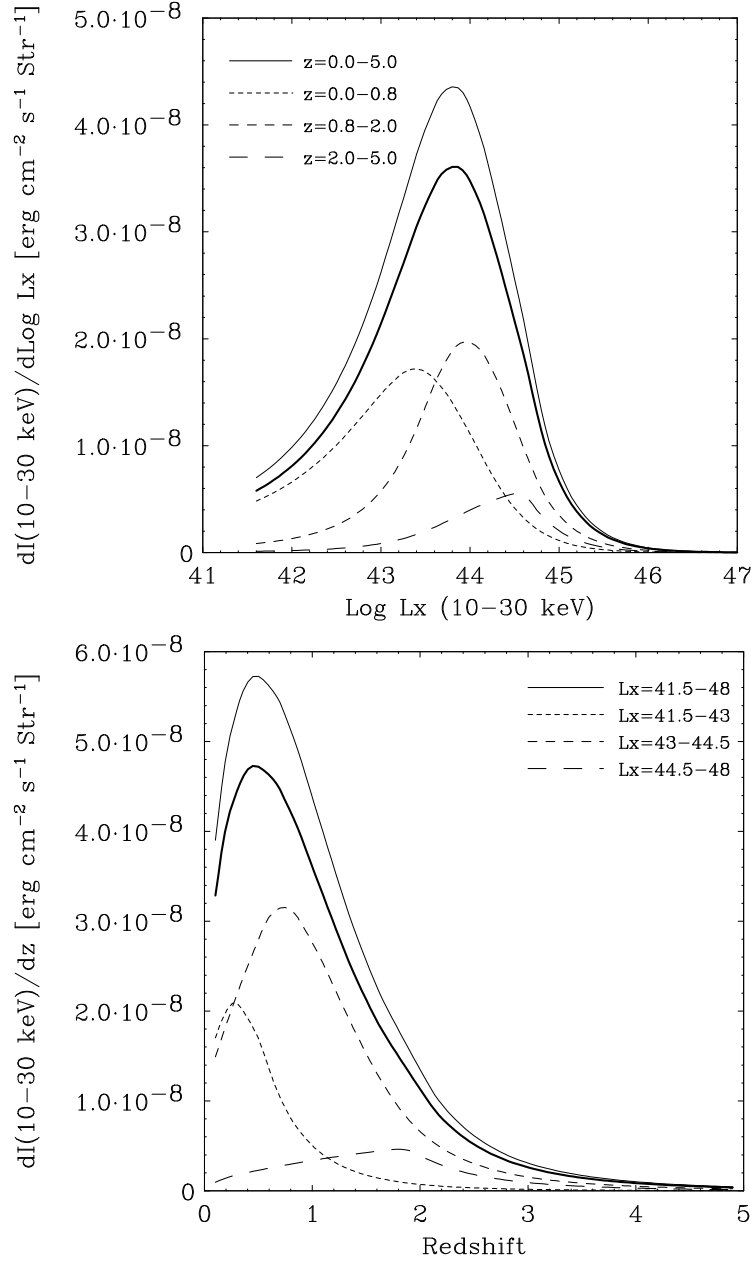 dI(10−30 keV)/dLog Lx [erg cm⁻² s⁻¹ Str⁻¹]
5.0·10−8
4.0·10−8
3.0·10−8
2.0·10−8
1.0·10−8
0
z=0.0−5.0
z=0.0−0.8
z=0.8−2.0
z=2.0−5.0
41 42 43 44 45 46 47
Log Lx (10−30 keV)
dI(10−30 keV)/dz [erg cm⁻² s⁻¹ Str⁻¹]
6.0·10−8
5.0·10−8
4.0·10−8
3.0·10−8
2.0·10−8
1.0·10−8
0
Lx=41.5−48
Lx=41.5−43
Lx=43−44.5
Lx=44.5−48
0 1 2 3 4 5
Redshift